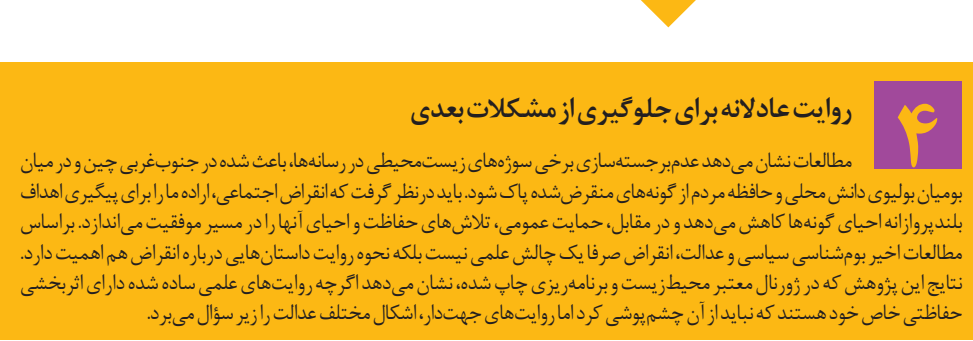 ۴
روایت عادلانه برای جلوگیری از مشکلات بعدی
مطالعات نشان می‌دهد عدم‌برجسته‌سازی برخی سوژه‌های زیست‌محیطی در رسانه‌ها، باعث شده در جنوب‌غربی چین و در میان
بومیان بولیوی دانش محلی و حافظه مردم از گونه‌های منقرض‌شده پاک شود. باید درنظر گرفت که انقراض اجتماعی، اراده ما را برای پیگیری اهداف
بلندپروازانه احیای گونه‌ها کاهش می‌دهد و در مقابل، حمایت عمومی، تلاش‌های حفاظت و احیای آنها را در مسیر موفقیت می‌اندازد. براساس
مطالعات اخیر بوم‌شناسی سیاسی و عدالت، انقراض صرفا یک چالش علمی نیست بلکه نحوه روایت داستان‌هایی درباره انقراض هم اهمیت دارد.
نتایج این پژوهش که در ژورنال معتبر محیط‌زیست و برنامه‌ریزی چاپ شده، نشان می‌دهد اگرچه روایت‌های علمی ساده شده دارای اثربخشی
حفاظتی خاص خود هستند که نباید از آن چشم‌پوشی کرد اما روایت‌های جهت‌دار، اشکال مختلف عدالت را زیر سؤال می‌برد.